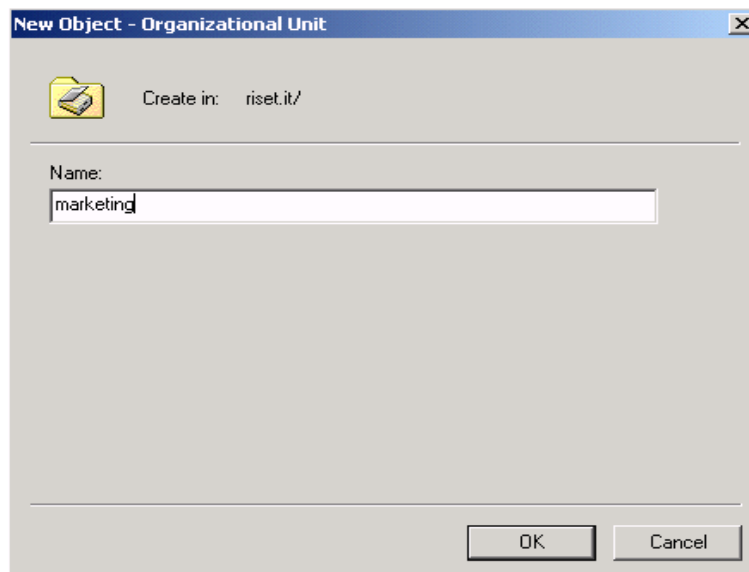 New Object - Organizational Unit
Create in: riset.it/
Name:
marketing
OK Cancel